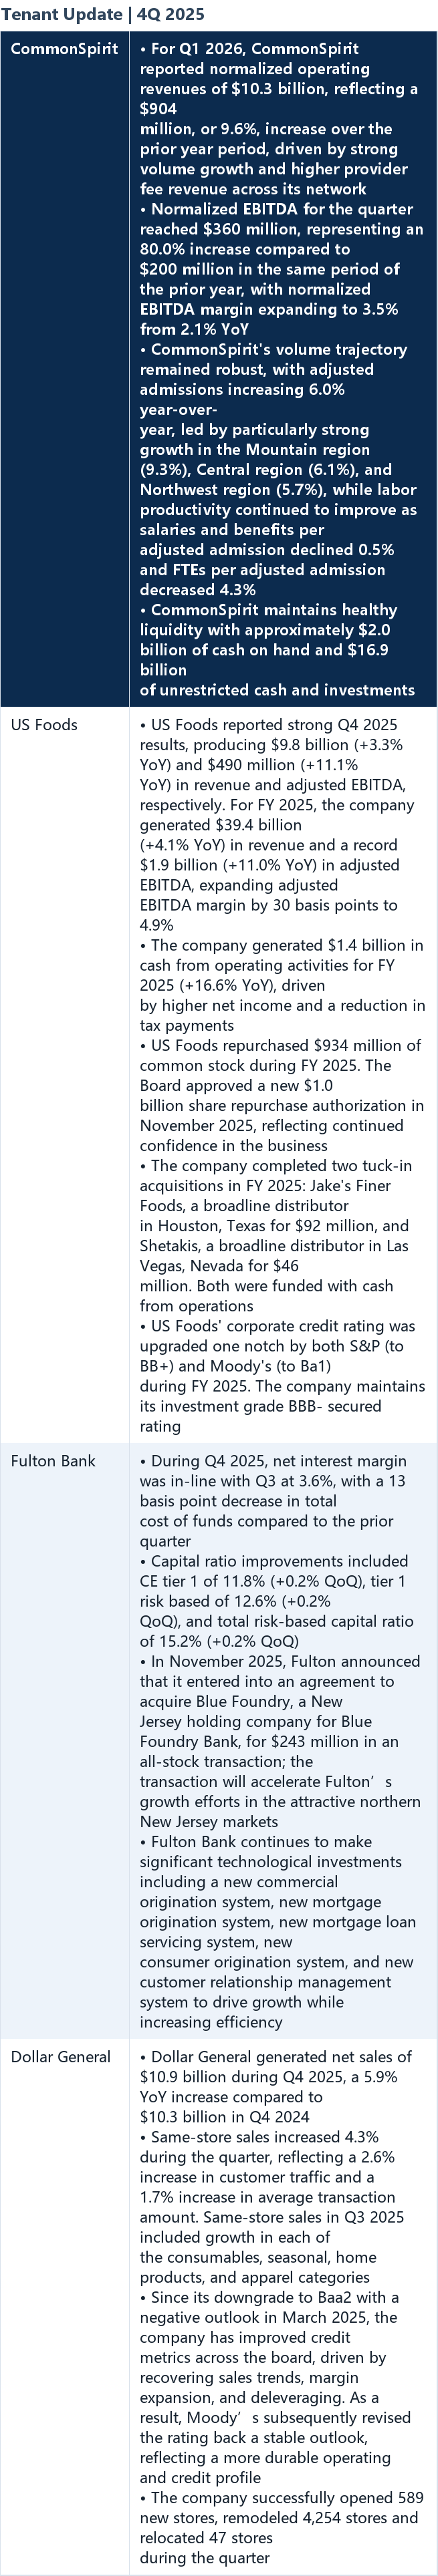 Tenant Update | 4Q 2025
CommonSpirit
• For Q1 2026, CommonSpirit
reported normalized operating
revenues of $10.3 billion, reflecting a
$904
million, or 9.6%, increase over the
prior year period, driven by strong
volume growth and higher provider
fee revenue across its network
• Normalized EBITDA for the quarter
reached $360 million, representing an
80.0% increase compared to
$200 million in the same period of
the prior year, with normalized
EBITDA margin expanding to 3.5%
from 2.1% YoY
• CommonSpirit's volume trajectory
remained robust, with adjusted
admissions increasing 6.0%
year-over-
year, led by particularly strong
growth in the Mountain region
(9.3%), Central region (6.1%), and
Northwest region (5.7%), while labor
productivity continued to improve as
salaries and benefits per
adjusted admission declined 0.5%
and FTEs per adjusted admission
decreased 4.3%
• CommonSpirit maintains healthy
liquidity with approximately $2.0
billion of cash on hand and $16.9
billion
of unrestricted cash and investments
US Foods
• US Foods reported strong Q4 2025
results, producing $9.8 billion (+3.3%
YoY) and $490 million (+11.1%
YoY) in revenue and adjusted EBITDA,
respectively. For FY 2025, the company
generated $39.4 billion
(+4.1% YoY) in revenue and a record
$1.9 billion (+11.0% YoY) in adjusted
EBITDA, expanding adjusted
EBITDA margin by 30 basis points to
4.9%
• The company generated $1.4 billion in
cash from operating activities for FY
2025 (+16.6% YoY), driven
by higher net income and a reduction in
tax payments
• US Foods repurchased $934 million of
common stock during FY 2025. The
Board approved a new $1.0
billion share repurchase authorization in
November 2025, reflecting continued
confidence in the business
• The company completed two tuck-in
acquisitions in FY 2025: Jake's Finer
Foods, a broadline distributor
in Houston, Texas for $92 million, and
Shetakis, a broadline distributor in Las
Vegas, Nevada for $46
million. Both were funded with cash
from operations
• US Foods' corporate credit rating was
upgraded one notch by both S&P (to
BB+) and Moody's (to Ba1)
during FY 2025. The company maintains
its investment grade BBB- secured
rating
Fulton Bank
• During Q4 2025, net interest margin
was in-line with Q3 at 3.6%, with a 13
basis point decrease in total
cost of funds compared to the prior
quarter
• Capital ratio improvements included
CE tier 1 of 11.8% (+0.2% QoQ), tier 1
risk based of 12.6% (+0.2%
QoQ), and total risk-based capital ratio
of 15.2% (+0.2% QoQ)
• In November 2025, Fulton announced
that it entered into an agreement to
acquire Blue Foundry, a New
Jersey holding company for Blue
Foundry Bank, for $243 million in an
all-stock transaction; the
transaction will accelerate Fulton’s
growth efforts in the attractive northern
New Jersey markets
• Fulton Bank continues to make
significant technological investments
including a new commercial
origination system, new mortgage
origination system, new mortgage loan
servicing system, new
consumer origination system, and new
customer relationship management
system to drive growth while
increasing efficiency
Dollar General
• Dollar General generated net sales of
$10.9 billion during Q4 2025, a 5.9%
YoY increase compared to
$10.3 billion in Q4 2024
• Same-store sales increased 4.3%
during the quarter, reflecting a 2.6%
increase in customer traffic and a
1.7% increase in average transaction
amount. Same-store sales in Q3 2025
included growth in each of
the consumables, seasonal, home
products, and apparel categories
• Since its downgrade to Baa2 with a
negative outlook in March 2025, the
company has improved credit
metrics across the board, driven by
recovering sales trends, margin
expansion, and deleveraging. As a
result, Moody’s subsequently revised
the rating back a stable outlook,
reflecting a more durable operating
and credit profile
• The company successfully opened 589
new stores, remodeled 4,254 stores and
relocated 47 stores
during the quarter